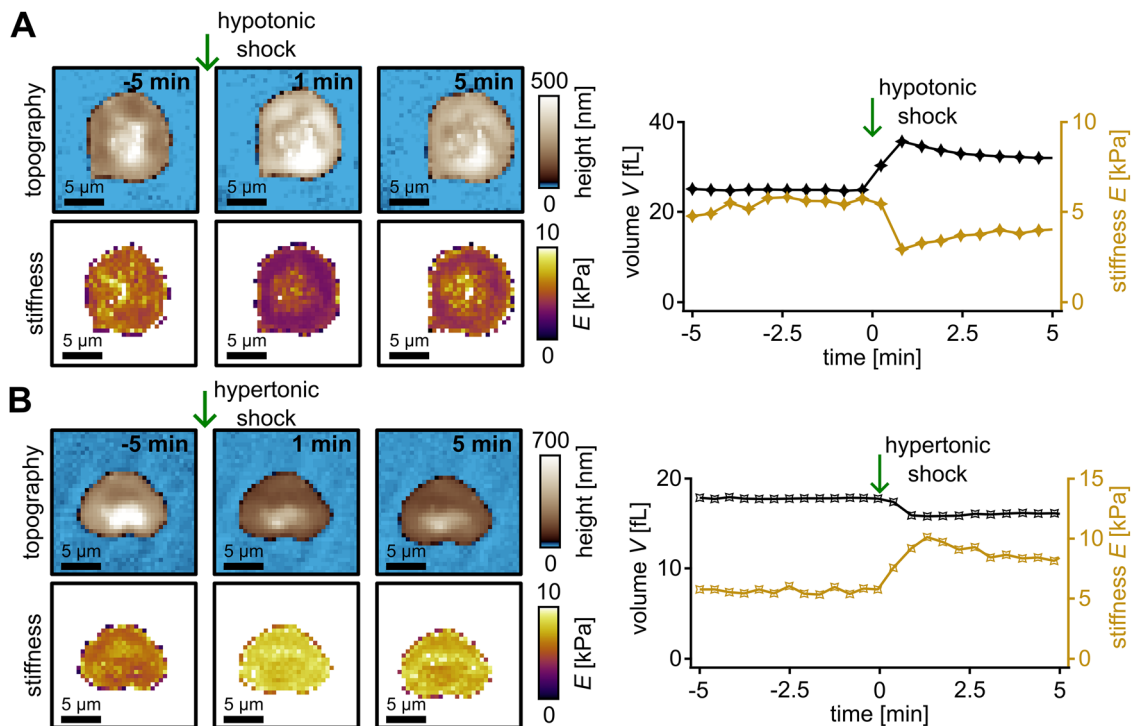 A
hypotonic
shock
topography
-5 min
1 min
5 min
5 µm
5 µm
5 µm
500
height [nm]
0
stiffness
5 µm
5 µm
5 µm
10
E [kPa]
0
hypotonic
shock
40
20
0
volume V [fL]
10
5
0
stiffness E [kPa]
-5
-2.5
0
2.5
5
time [min]
B
hypertonic
shock
topography
-5 min
1 min
5 min
5 µm
5 µm
5 µm
700
height [nm]
0
stiffness
5 µm
5 µm
5 µm
10
E [kPa]
0
hypertonic
shock
20
10
0
volume V [fL]
15
10
5
0
stiffness E [kPa]
-5
-2.5
0
2.5
5
time [min]